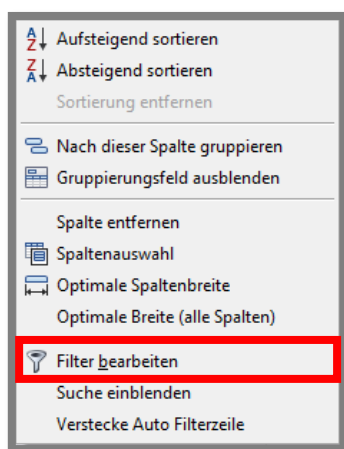 Aufsteigend sortieren
Absteigend sortieren
Sortierung entfernen
Nach dieser Spalte gruppieren
Gruppierungsfeld ausblenden
Spalte entfernen
Spaltenauswahl
Optimale Spaltenbreite
Optimale Breite (alle Spalten)
Filter bearbeiten
Suche einblenden
Verstecke Auto Filterzeile